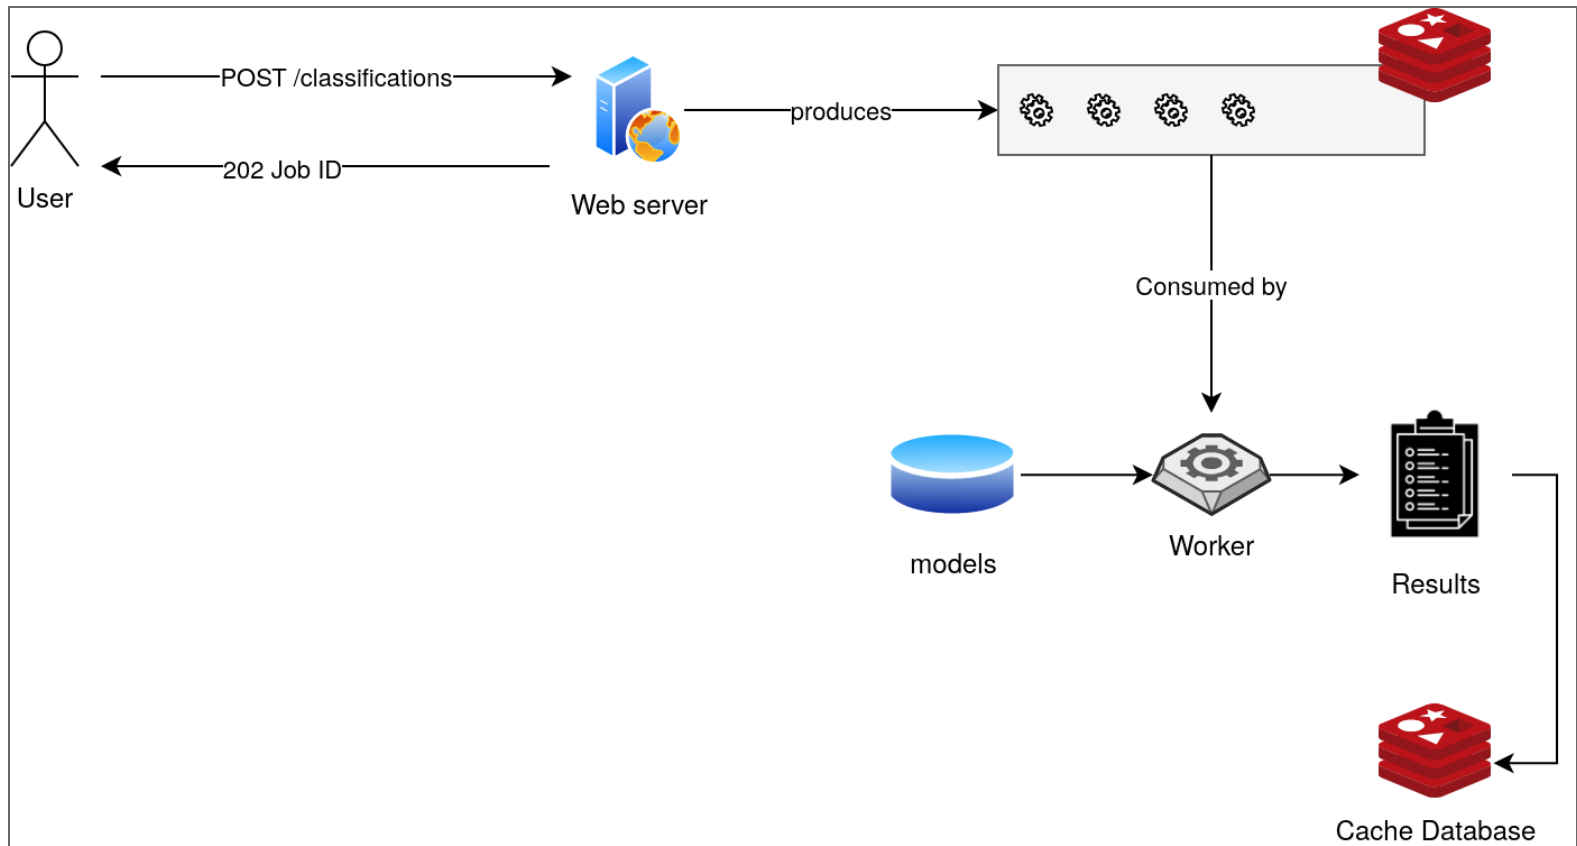 POST /classifications
produces
202 Job ID
User
Web server
Consumed by
models
Worker
Results
Cache Database